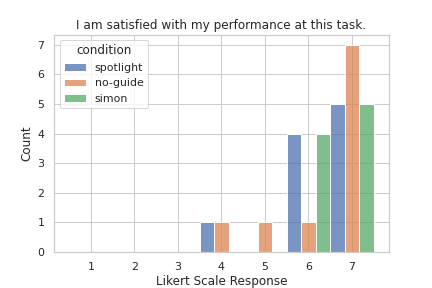 I am satisfied with my performance at this task.
condition
spotlight
no-guide
simon
7
6
5
4
3
2
1
0
Count
1 2 3 4 5 6 7
Likert Scale Response